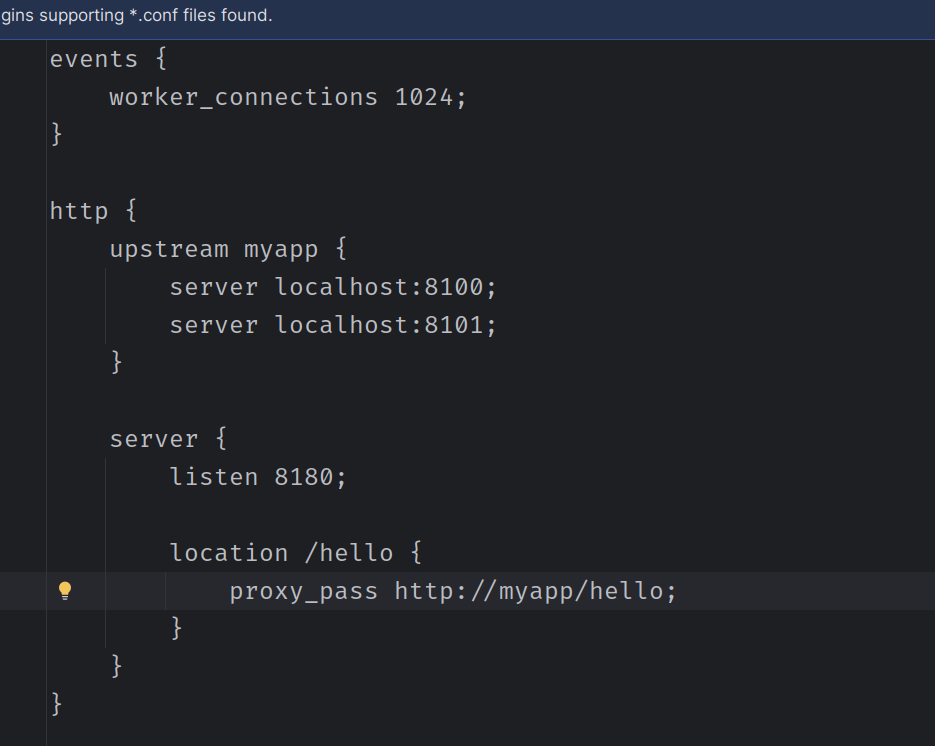 gins supporting *.conf files found.
events {
    worker_connections 1024;
}

http {
    upstream myapp {
        server localhost:8100;
        server localhost:8101;
    }

    server {
        listen 8180;

        location /hello {
            proxy_pass http://myapp/hello;
        }
    }
}